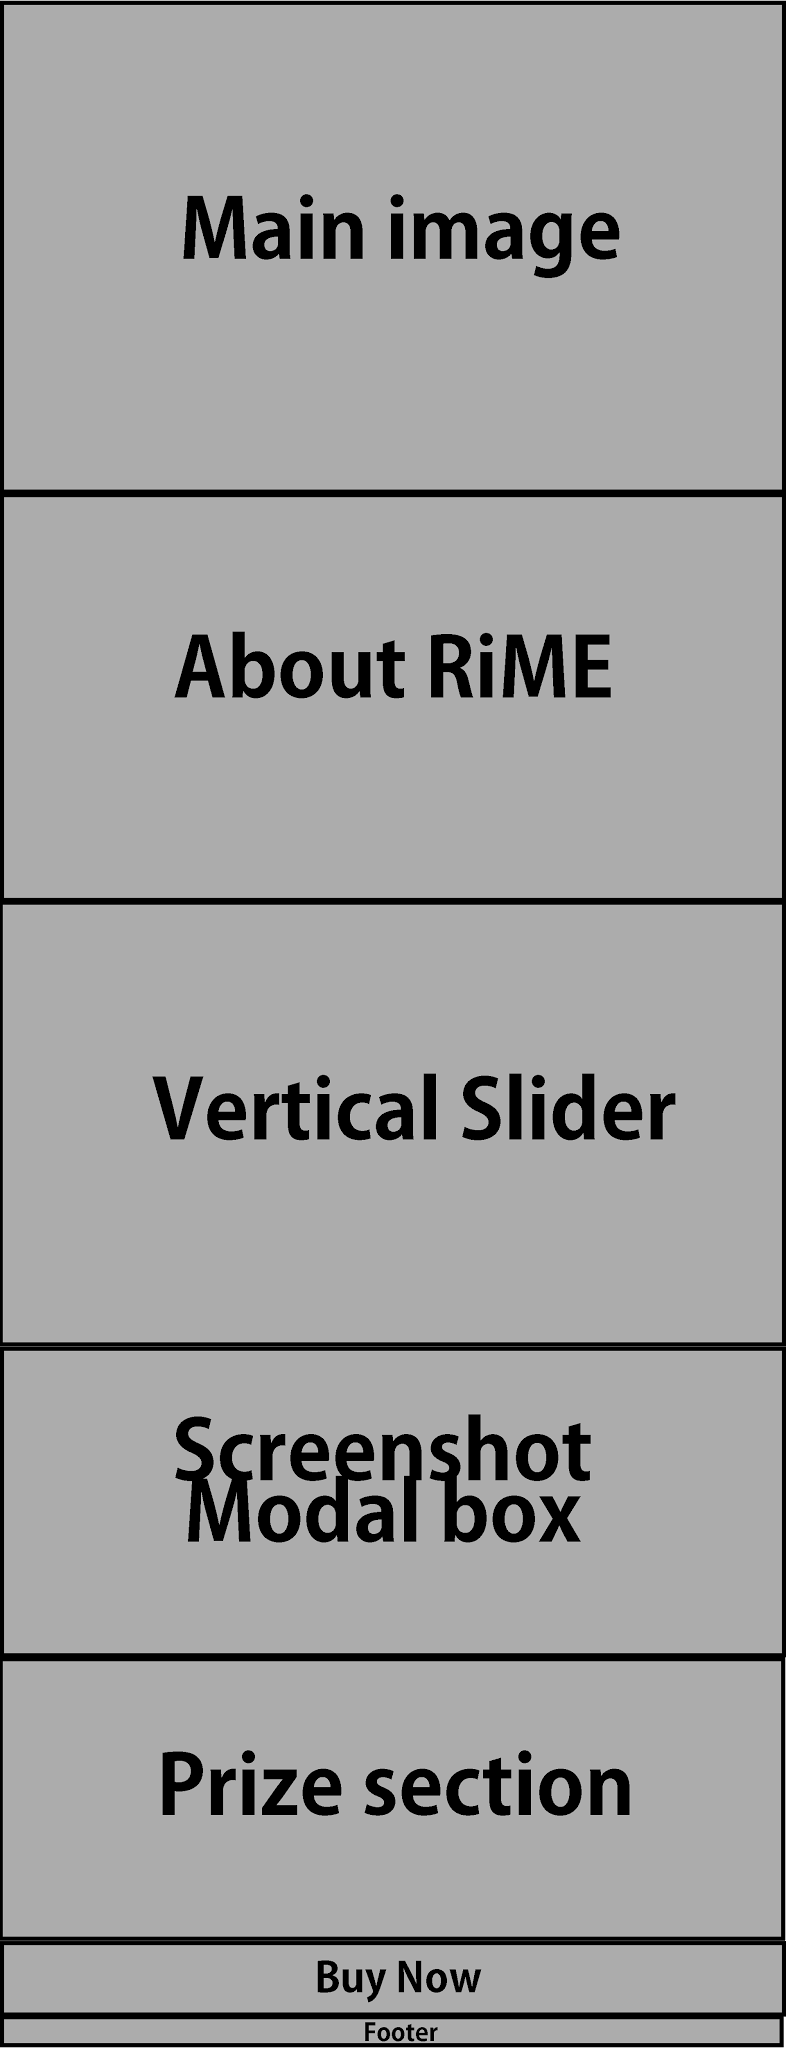 Main image
About RiME
Vertical Slider
Screenshot
Modal box
Prize section
Buy Now
Footer